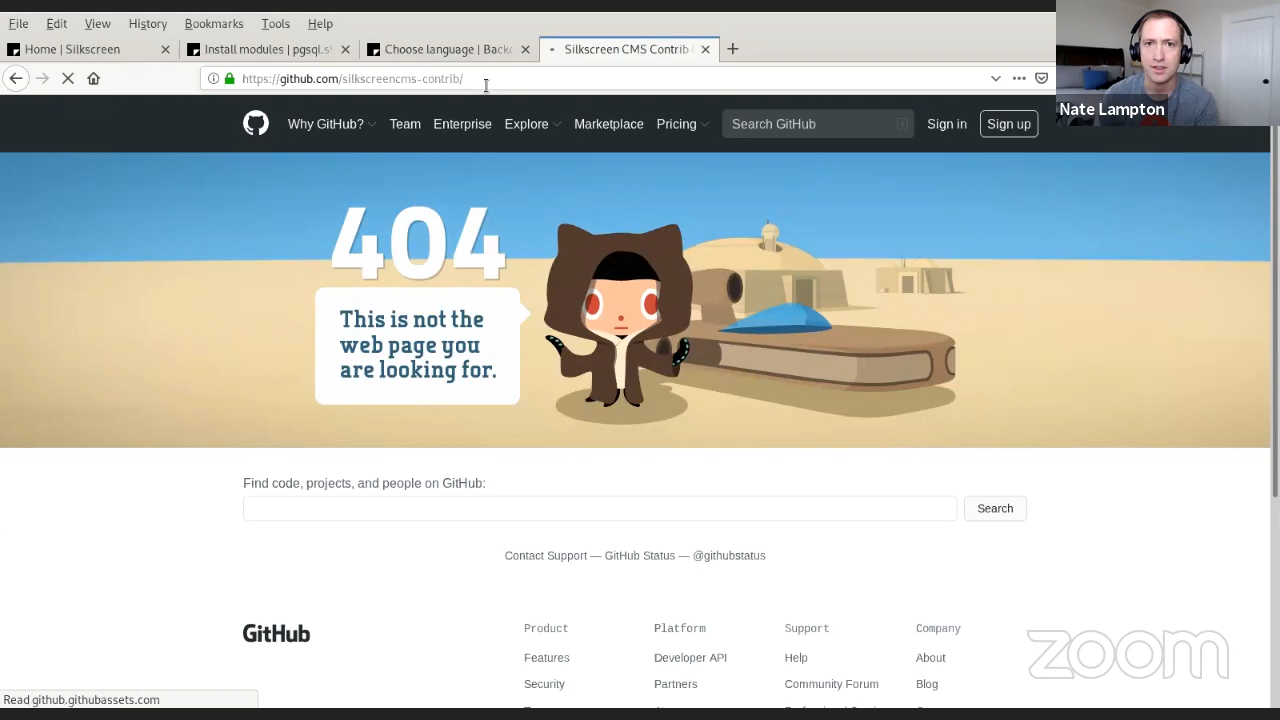 File Edit View History Bookmarks Tools Help
Home | Silkscreen
Install modules | pgsql.s
Choose language | Backd
Silkscreen CMS Contrib
https://github.com/silkscreencms-contrib/
Nate Lampton
Why GitHub? Team Enterprise Explore Marketplace Pricing Search GitHub / Sign in Sign up
404
This is not the
web page you
are looking for.
Find code, projects, and people on GitHub:
Search
Contact Support — GitHub Status — @githubstatus
GitHub
Product Platform Support Company
Features Developer API Help About
Security Partners Community Forum Blog
zoom
Read github.githubassets.com